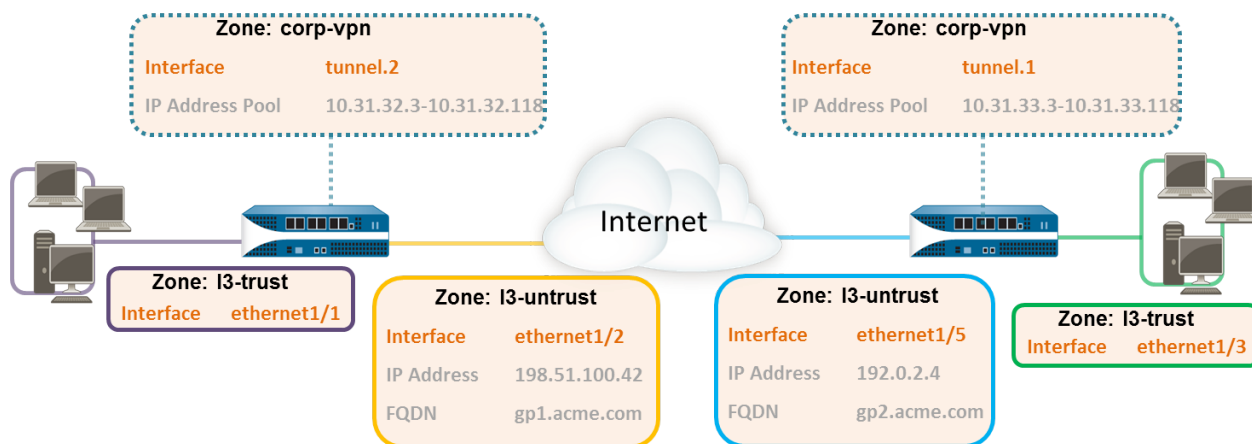 Zone: corp-vpn
Interface tunnel.2
IP Address Pool 10.31.32.3-10.31.32.118
Zone: corp-vpn
Interface tunnel.1
IP Address Pool 10.31.33.3-10.31.33.118
Internet
Zone: l3-trust
Interface ethernet1/1
Zone: l3-untrust
Interface ethernet1/2
IP Address 198.51.100.42
FQDN gp1.acme.com
Zone: l3-untrust
Interface ethernet1/5
IP Address 192.0.2.4
FQDN gp2.acme.com
Zone: l3-trust
Interface ethernet1/3